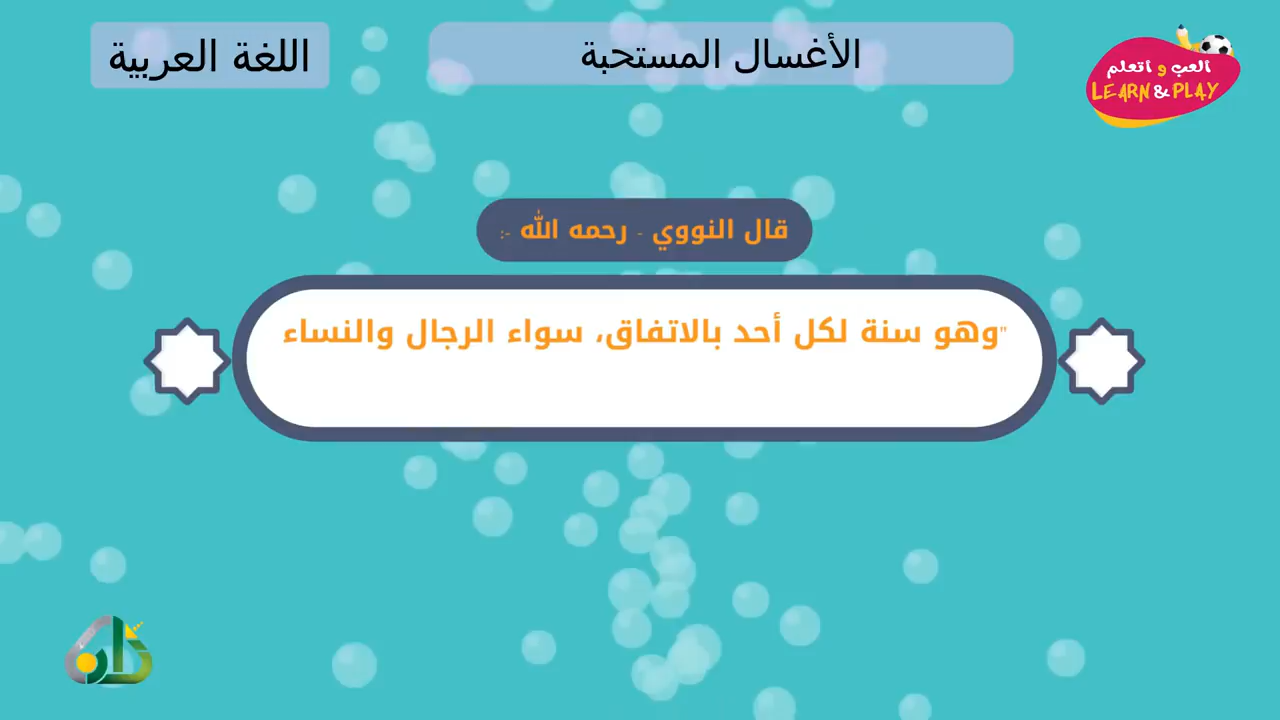 اللغة العربية
الأغسال المستحبة
العب و اتعلم
LEARN & PLAY
قال النووي - رحمه الله -:
"وهو سنة لكل أحد بالاتفاق، سواء الرجال والنساء